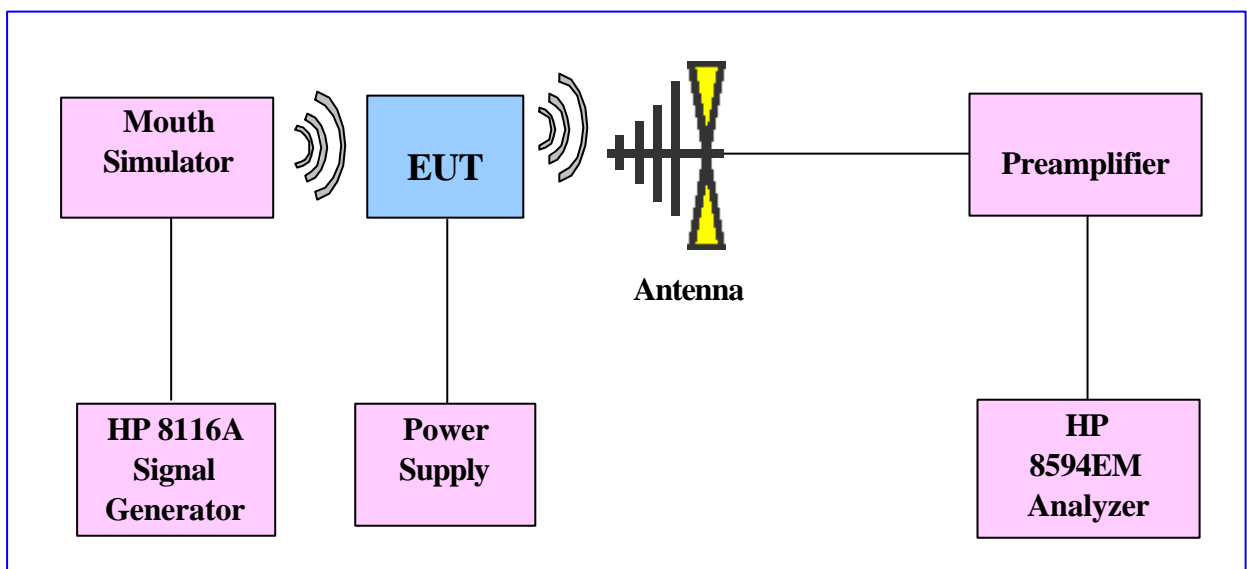 Mouth
Simulator
EUT
Preamplifier
Antenna
HP 8116A
Signal
Generator
Power
Supply
HP
8594EM
Analyzer